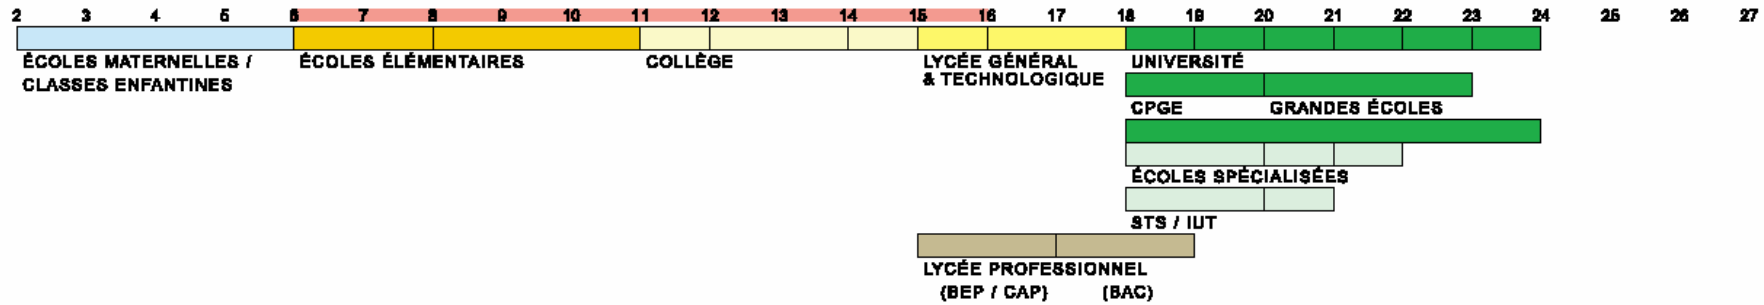 2 3 4 5 6 7 8 9 10 11 12 13 14 15 16 17 18 19 20 21 22 23 24 25 26 27
ÉCOLES MATERNELLES / ÉCOLES ÉLÉMENTAIRES COLLÈGE LYCÉE GÉNÉRAL UNIVERSITÉ
CLASSES ENFANTINES & TECHNOLOGIQUE
CPGE GRANDES ÉCOLES
ÉCOLES SPÉCIALISÉES
STS / IUT
LYCÉE PROFESSIONNEL
(BEP / CAP) (BAC)